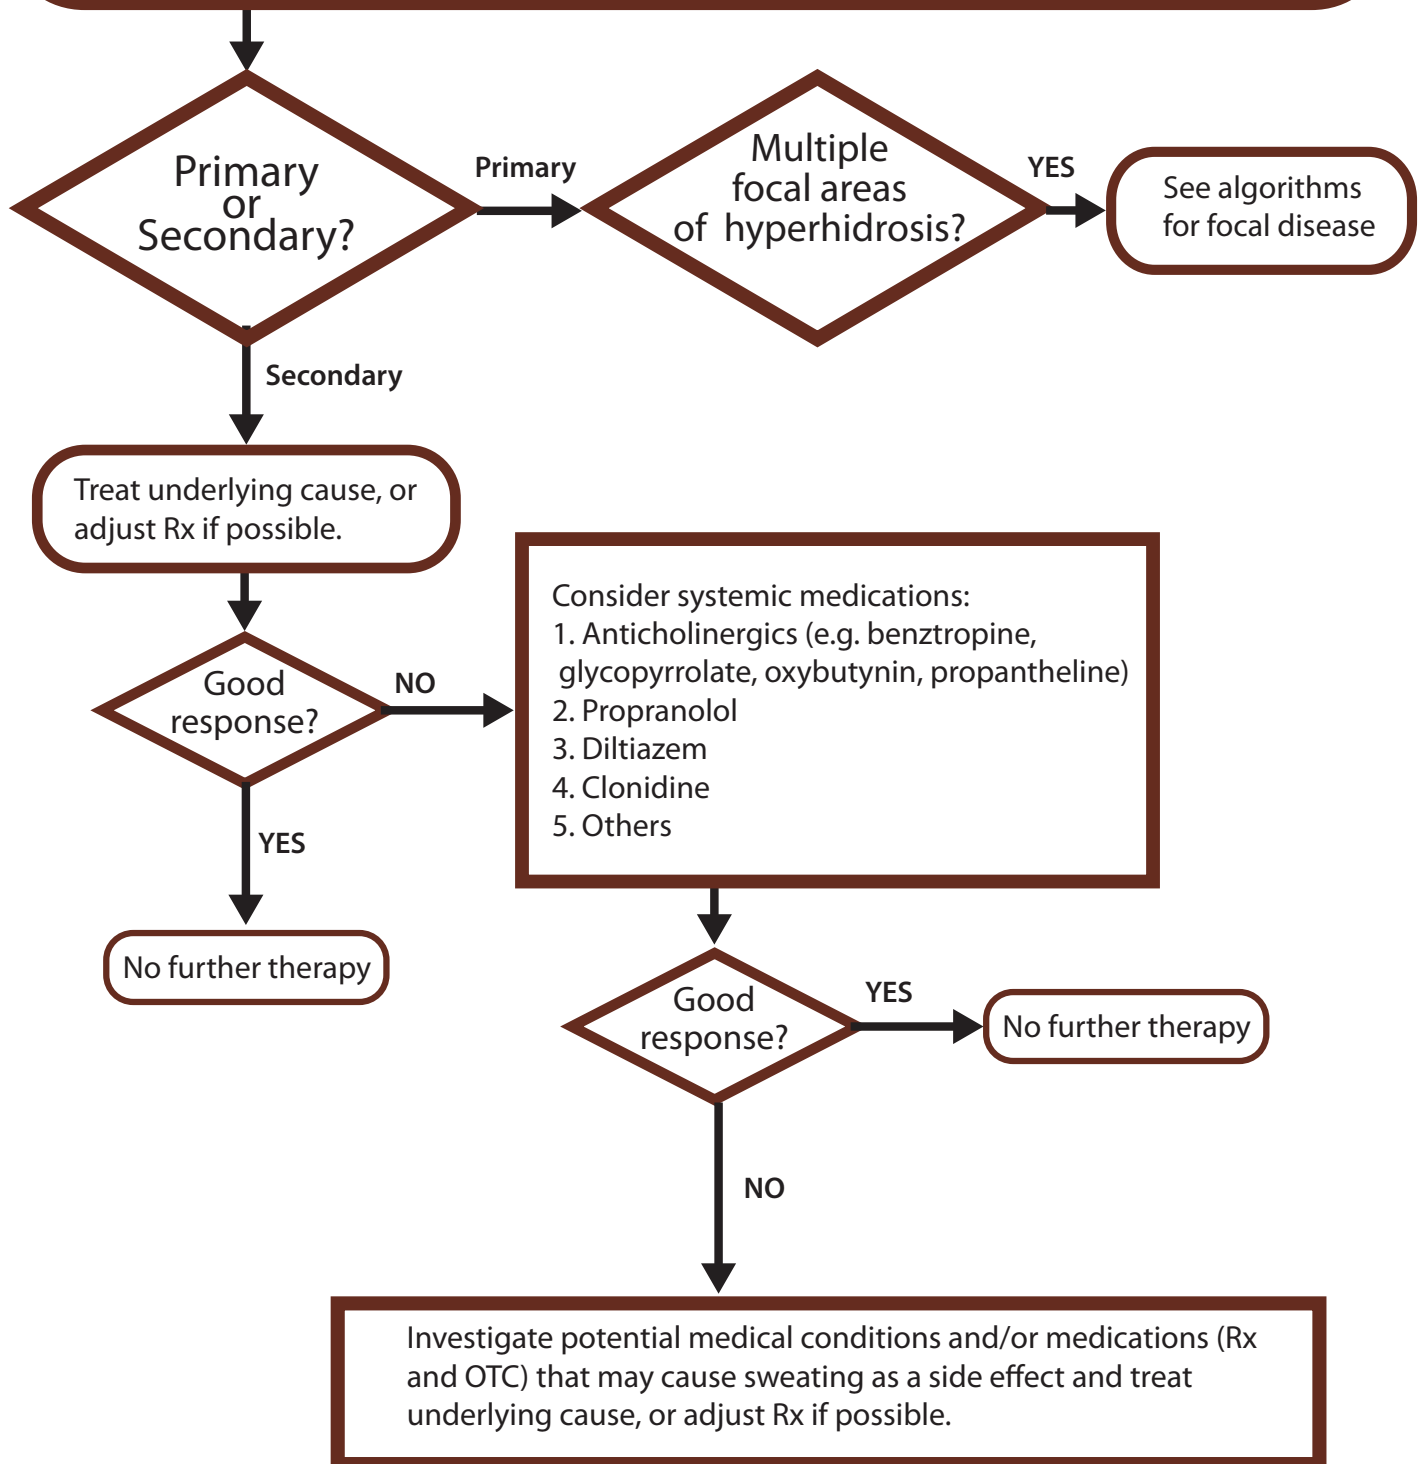 Primary
or
Secondary?
Primary
Multiple
focal areas
of hyperhidrosis?
YES
See algorithms
for focal disease
Secondary
Treat underlying cause, or
adjust Rx if possible.
Good
response?
NO
Consider systemic medications:
1. Anticholinergics (e.g. benztropine,
glycopyrrolate, oxybutynin, propantheline)
2. Propranolol
3. Diltiazem
4. Clonidine
5. Others
YES
No further therapy
Good
response?
YES
No further therapy
NO
Investigate potential medical conditions and/or medications (Rx
and OTC) that may cause sweating as a side effect and treat
underlying cause, or adjust Rx if possible.